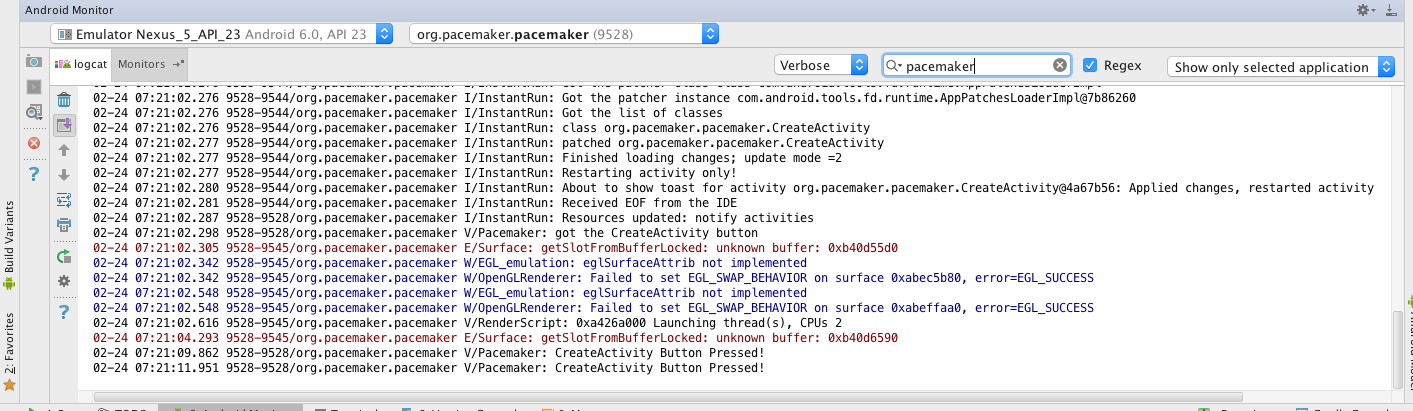 Android Monitor
Emulator Nexus_5_API_23 Android 6.0, API 23
org.pacemaker.pacemaker (9528)
logcat
Monitors
Verbose
pacemaker
Regex
Show only selected application
02-24 07:21:02.276 9528-9544/org.pacemaker.pacemaker I/InstantRun: Got the patcher instance com.android.tools.fd.runtime.AppPatchesLoaderImpl@7b86260
02-24 07:21:02.276 9528-9544/org.pacemaker.pacemaker I/InstantRun: Got the list of classes
02-24 07:21:02.276 9528-9544/org.pacemaker.pacemaker I/InstantRun: class org.pacemaker.pacemaker.CreateActivity
02-24 07:21:02.277 9528-9544/org.pacemaker.pacemaker I/InstantRun: patched org.pacemaker.pacemaker.CreateActivity
02-24 07:21:02.277 9528-9544/org.pacemaker.pacemaker I/InstantRun: Finished loading changes; update mode =2
02-24 07:21:02.277 9528-9544/org.pacemaker.pacemaker I/InstantRun: Restarting activity only!
02-24 07:21:02.280 9528-9544/org.pacemaker.pacemaker I/InstantRun: About to show toast for activity org.pacemaker.pacemaker.CreateActivity@4a67b56: Applied changes, restarted activity
02-24 07:21:02.281 9528-9544/org.pacemaker.pacemaker I/InstantRun: Received EOF from the IDE
02-24 07:21:02.287 9528-9528/org.pacemaker.pacemaker I/InstantRun: Resources updated: notify activities
02-24 07:21:02.298 9528-9528/org.pacemaker.pacemaker V/Pacemaker: got the CreateActivity button
02-24 07:21:02.305 9528-9545/org.pacemaker.pacemaker E/Surface: getSlotFromBufferLocked: unknown buffer: 0xb40d55d0
02-24 07:21:02.342 9528-9545/org.pacemaker.pacemaker W/EGL_emulation: eglSurfaceAttrib not implemented
02-24 07:21:02.342 9528-9545/org.pacemaker.pacemaker W/OpenGLRenderer: Failed to set EGL_SWAP_BEHAVIOR on surface 0xabec5b80, error=EGL_SUCCESS
02-24 07:21:02.548 9528-9545/org.pacemaker.pacemaker W/EGL_emulation: eglSurfaceAttrib not implemented
02-24 07:21:02.548 9528-9545/org.pacemaker.pacemaker W/OpenGLRenderer: Failed to set EGL_SWAP_BEHAVIOR on surface 0xabeffaa0, error=EGL_SUCCESS
02-24 07:21:02.616 9528-9545/org.pacemaker.pacemaker V/RenderScript: 0xa426a000 Launching thread(s), CPUs 2
02-24 07:21:04.293 9528-9545/org.pacemaker.pacemaker E/Surface: getSlotFromBufferLocked: unknown buffer: 0xb40d6590
02-24 07:21:09.862 9528-9528/org.pacemaker.pacemaker V/Pacemaker: CreateActivity Button Pressed!
02-24 07:21:11.951 9528-9528/org.pacemaker.pacemaker V/Pacemaker: CreateActivity Button Pressed!
Build Variants
2: Favorites